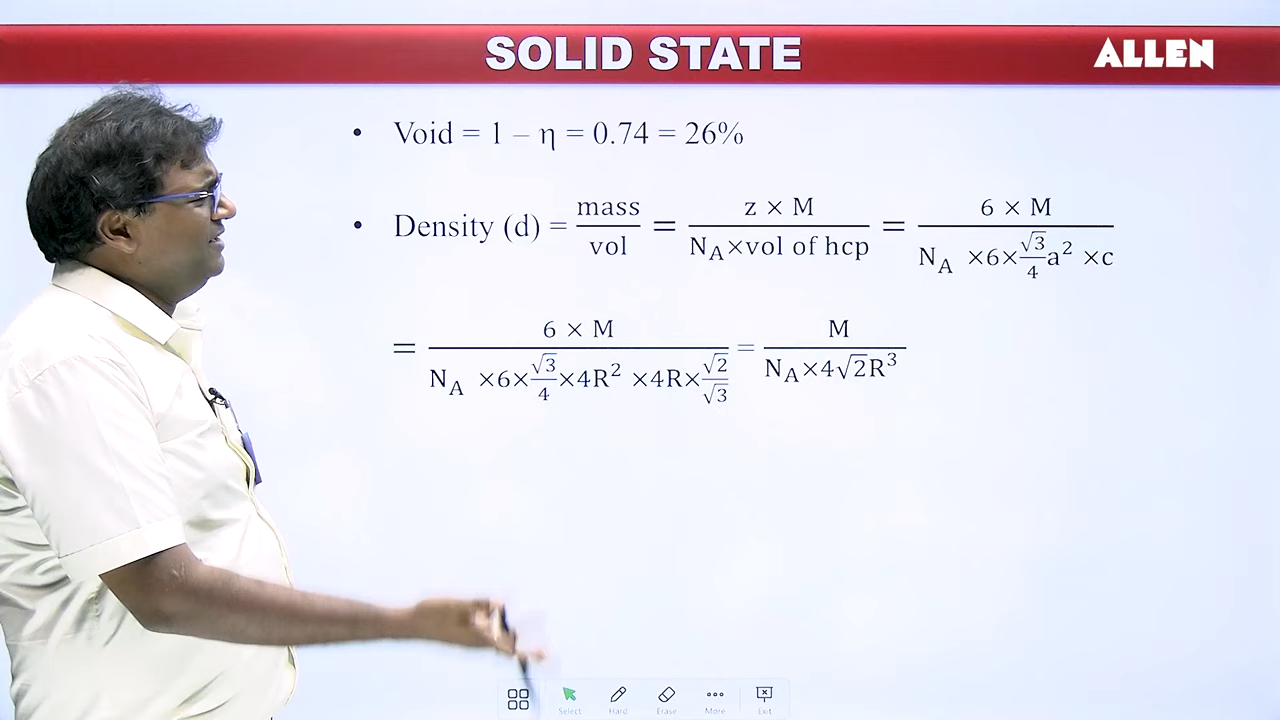 SOLID STATE
ALLEN
• Void = 1 – η = 0.74 = 26%
• Density (d) = mass/vol = z × M/N_A×vol of hcp = 6 × M/N_A ×6×√3/4 a² ×c
= 6 × M/N_A ×6×√3/4×4R² ×4R×√2/√3 = M/N_A×4√2R³
Select
Hard
Erase
More
Exit